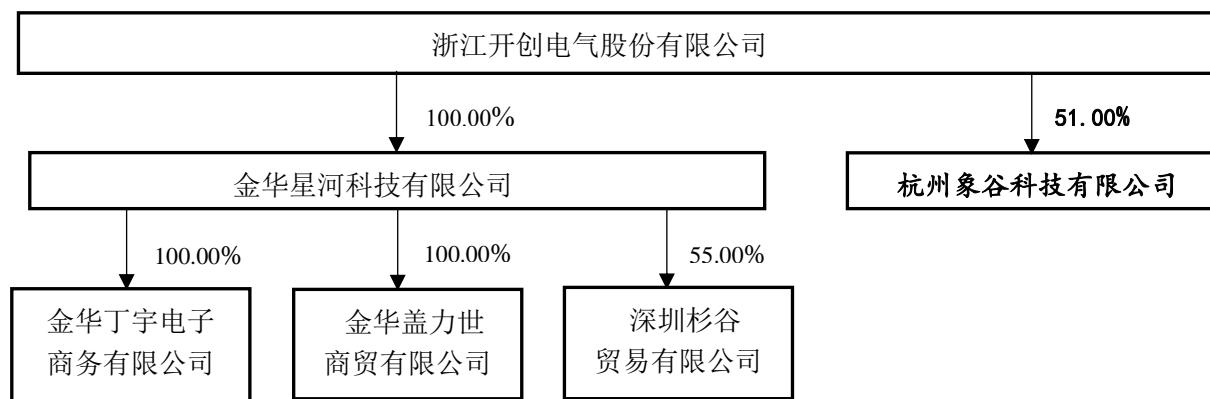 浙江开创电气股份有限公司
100.00%
51.00%
金华星河科技有限公司
杭州象谷科技有限公司
100.00%
100.00%
55.00%
金华丁宇电子
商务有限公司
金华盖力世
商贸有限公司
深圳杉谷
贸易有限公司